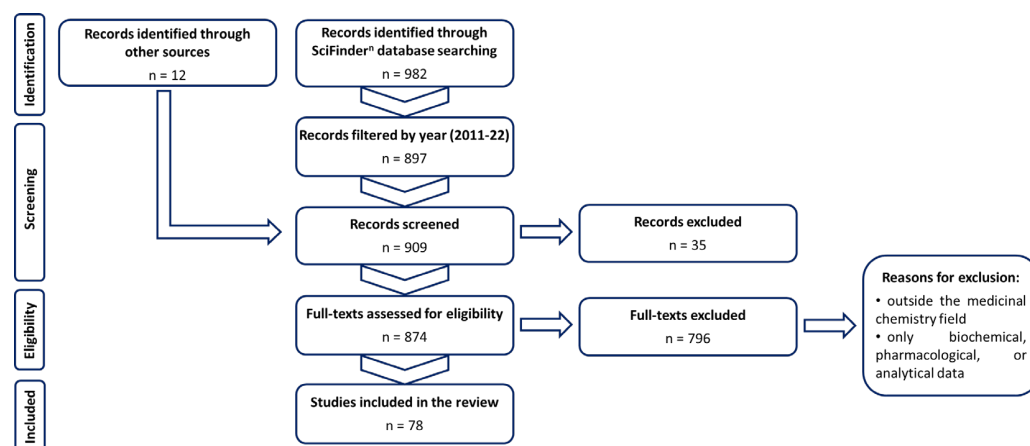 Identification
Records identified through
other sources
n = 12
Records identified through
SciFinderⁿ database searching
n = 982
Screening
Records filtered by year (2011-22)
n = 897
Records screened
n = 909
Records excluded
n = 35
Eligibility
Full-texts assessed for eligibility
n = 874
Full-texts excluded
n = 796
Reasons for exclusion:
• outside the medicinal
chemistry field
• only biochemical,
pharmacological, or
analytical data
Included
Studies included in the review
n = 78